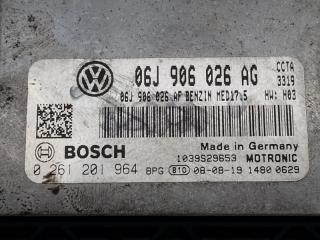 06J 906 026 AG
CCTA
3319
06J 906 026 AP BENZIN MED17.5 HW: H03
BOSCH
Made in Germany
1039S29653 MOTRONIC
0 261 201 964 BPG B10 08-08-19 1480 0629